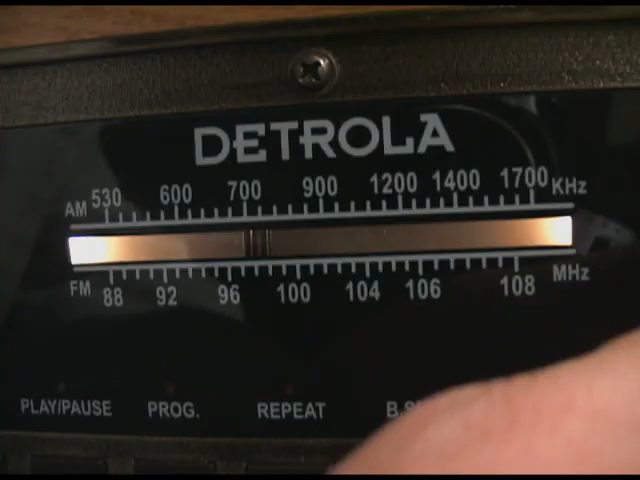 DETROLA
AM 530 600 700 900 1200 1400 1700 KHz
FM 88 92 96 100 104 106 108 MHz
PLAY/PAUSE PROG. REPEAT